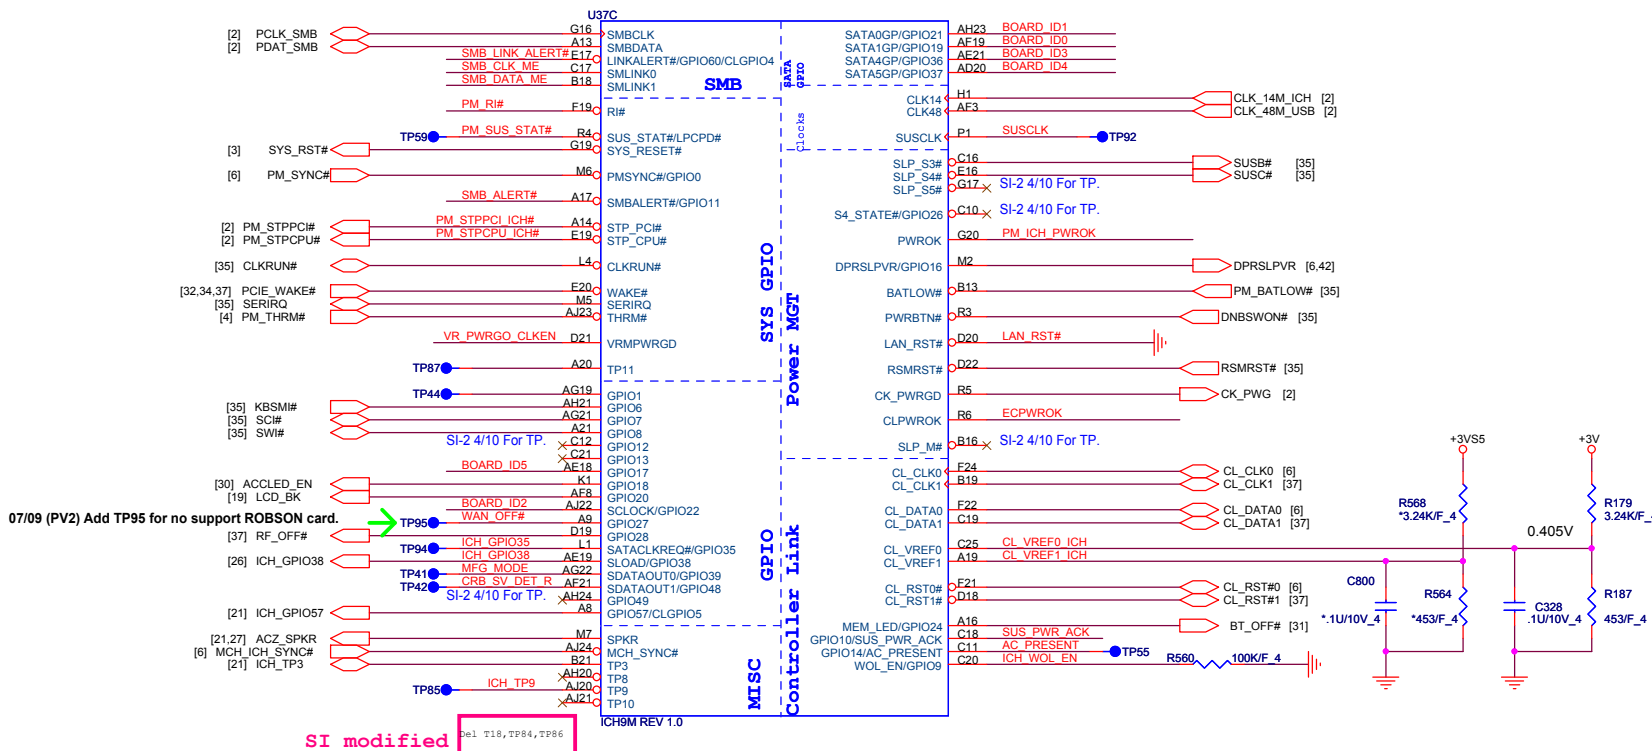 U37C
[2] PCLK_SMB G16 SMBCLK
[2] PDAT_SMB A13 SMBDATA
SMB_LINK_ALERT# E17 LINKALERT#/GPIO60/CLGPIO4
SMB_CLK_ME C17 SMLINK0
SMB_DATA_ME B18 SMLINK1
SMB
PM_RI# F19 RI#
TP59 PM_SUS_STAT# R4 SUS_STAT#/LPCPD#
[3] SYS_RST# G19 SYS_RESET#
[6] PM_SYNC# M6 PMSYNC#/GPIO0
SMB_ALERT# A17 SMBALERT#/GPIO11
[2] PM_STPPCI# PM_STPPCI_ICH# A14 STP_PCI#
[2] PM_STPCPU# PM_STPCPU_ICH# E19 STP_CPU#
[35] CLKRUN# L4 CLKRUN#
[32,34,37] PCIE_WAKE# E20 WAKE#
[35] SERIRQ M5 SERIRQ
[4] PM_THRM# AJ23 THRM#
VR_PWRGO_CLKEN D21 VRMPWRGD
TP87 A20 TP11
SYS GPIO
TP44 AG19 GPIO1
[35] KBSMI# AH21 GPIO6
[35] SCI# AG21 GPIO7
[35] SWI# A21 GPIO8
SI-2 4/10 For TP. C12 GPIO12
C21 GPIO13
BOARD_ID5 AE18 GPIO17
[30] ACCLED_EN K1 GPIO18
[19] LCD_BK AF8 GPIO20
BOARD_ID2 AJ22 SCLOCK/GPIO22
07/09 (PV2) Add TP95 for no support ROBSON card.
TP95 WAN_OFF# A9 GPIO27
[37] RF_OFF# D19 GPIO28
TP94 ICH_GPIO35 L1 SATACLKREQ#/GPIO35
[26] ICH_GPIO38 ICH_GPIO38 AE19 SLOAD/GPIO38
TP41 MFG_MODE AG22 SDATAOUT0/GPIO39
TP42 CRB_SV_DET_R AF21 SDATAOUT1/GPIO48
SI-2 4/10 For TP. AH24 GPIO49
[21] ICH_GPIO57 A8 GPIO57/CLGPIO5
GPIO
[21,27] ACZ_SPKR M7 SPKR
[6] MCH_ICH_SYNC# AJ24 MCH_SYNC#
[21] ICH_TP3 B21 TP3
AH20 TP8
TP85 ICH_TP9 AJ20 TP9
AJ21 TP10
MISC
ICH9M REV 1.0
SI modified
Del T18,TP84,TP86
SATA GPIO
SATA0GP/GPIO21 AH23 BOARD_ID1
SATA1GP/GPIO19 AF19 BOARD_ID0
SATA4GP/GPIO36 AE21 BOARD_ID3
SATA5GP/GPIO37 AD20 BOARD_ID4
Clocks
CLK14 H1 CLK_14M_ICH [2]
CLK48 AF3 CLK_48M_USB [2]
SUSCLK P1 SUSCLK TP92
Power MGT
SLP_S3# C16 SUSB# [35]
SLP_S4# E16 SUSC# [35]
SLP_S5# G17 SI-2 4/10 For TP.
S4_STATE#/GPIO26 C10 SI-2 4/10 For TP.
PWROK G20 PM_ICH_PWROK
DPRSLPVR/GPIO16 M2 DPRSLPVR [6,42]
BATLOW# B13 PM_BATLOW# [35]
PWRBTN# R3 DNBSWON# [35]
LAN_RST# D20 LAN_RST#
RSMRST# D22 RSMRST# [35]
CK_PWRGD R5 CK_PWG [2]
CLPWROK R6 ECPWROK
SLP_M# B16 SI-2 4/10 For TP.
Controller Link
CL_CLK0 F24 CL_CLK0 [6]
CL_CLK1 B19 CL_CLK1 [37]
CL_DATA0 F22 CL_DATA0 [6]
CL_DATA1 C19 CL_DATA1 [37]
CL_VREF0 C25 CL_VREF0_ICH
CL_VREF1 A19 CL_VREF1_ICH
CL_RST0# F21 CL_RST#0 [6]
CL_RST1# D18 CL_RST#1 [37]
MEM_LED/GPIO24 A16 BT_OFF# [31]
GPIO10/SUS_PWR_ACK C18 SUS_PWR_ACK
GPIO14/AC_PRESENT C11 AC_PRESENT TP55
WOL_EN/GPIO9 C20 ICH_WOL_EN R560 100K/F_4
+3VS5 +3V
R568 *3.24K/F_4
R179 3.24K/F_4
0.405V
C800 *.1U/10V_4
R564 *453/F_4
C328 .1U/10V_4
R187 453/F_4